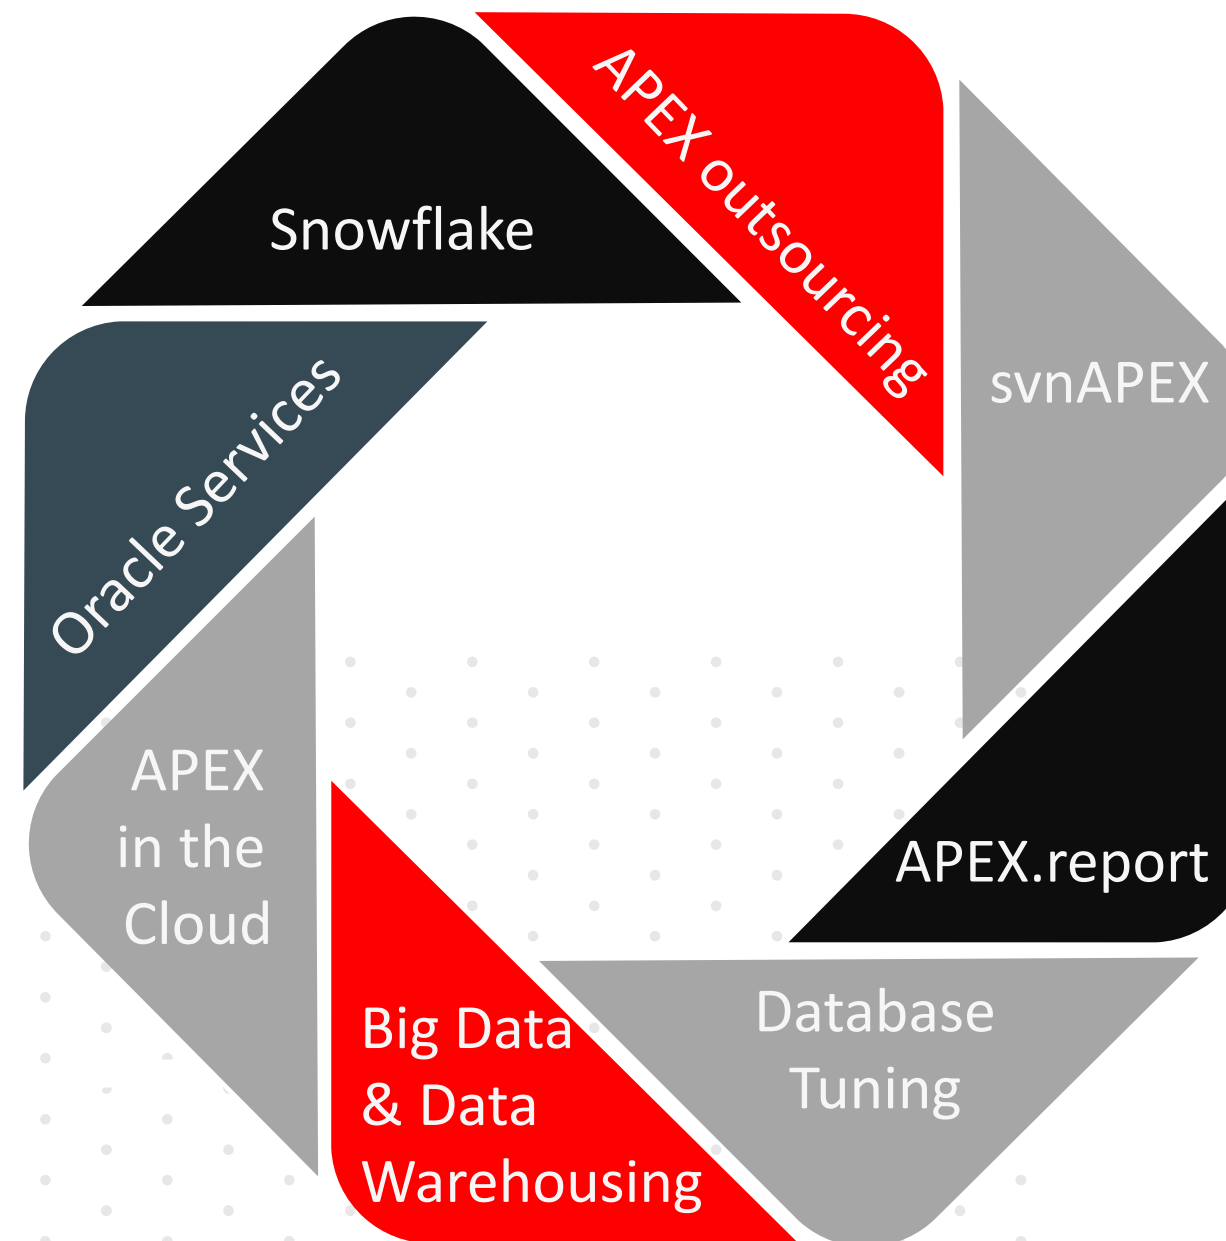 Snowflake
APEX outsourcing
svnAPEX
APEX.report
Database
Tuning
Big Data
& Data
Warehousing
APEX
in the
Cloud
Oracle Services